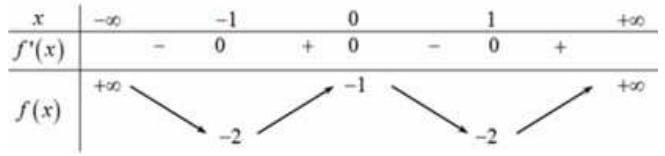 x −∞ −1 0 1 +∞
f'(x) − 0 + 0 − 0 +
+∞ −1 +∞
f(x)
−2 −2